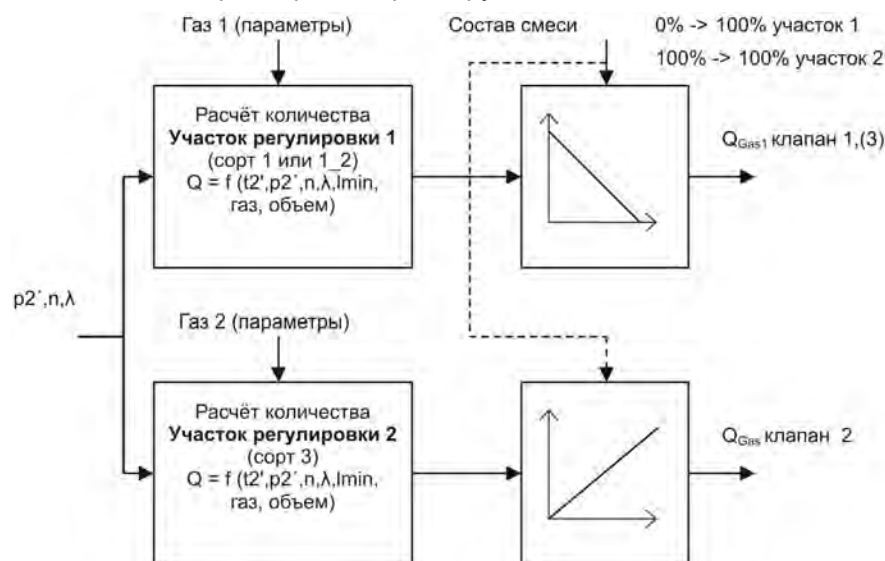 Газ 1 (параметры)
Состав смеси
0% -> 100% участок 1
100% -> 100% участок 2
Расчёт количества
Участок регулировки 1
(сорт 1 или 1_2)
Q = f (t2',p2΄,n,λ,lmin,
газ, объем)
Q_Gas1 клапан 1,(3)
p2΄,n,λ
Газ 2 (параметры)
Расчёт количества
Участок регулировки 2
(сорт 3)
Q = f (t2',p2΄,n,λ,lmin,
газ, объем)
Q_Gas клапан 2